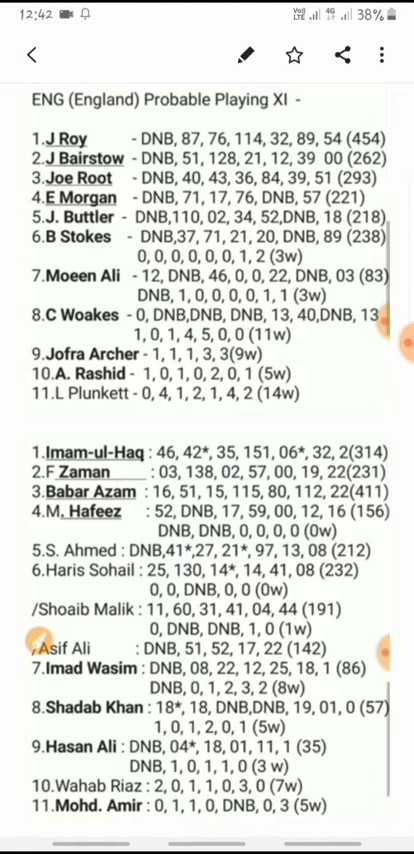 12:42 Vo)) LTE 4G 38%
ENG (England) Probable Playing XI -
1.J Roy - DNB, 87, 76, 114, 32, 89, 54 (454)
2.J Bairstow - DNB, 51, 128, 21, 12, 39 00 (262)
3.Joe Root - DNB, 40, 43, 36, 84, 39, 51 (293)
4.E Morgan - DNB, 71, 17, 76, DNB, 57 (221)
5.J. Buttler - DNB,110, 02, 34, 52,DNB, 18 (218)
6.B Stokes - DNB,37, 71, 21, 20, DNB, 89 (238)
0, 0, 0, 0, 0, 1, 2 (3w)
7.Moeen Ali - 12, DNB, 46, 0, 0, 22, DNB, 03 (83)
DNB, 1, 0, 0, 0, 1, 1 (3w)
8.C Woakes - 0, DNB,DNB, DNB, 13, 40,DNB, 13
1, 0, 1, 4, 5, 0, 0 (11w)
9.Jofra Archer - 1, 1, 1, 3, 3(9w)
10.A. Rashid - 1, 0, 1, 0, 2, 0, 1 (5w)
11.L Plunkett - 0, 4, 1, 2, 1, 4, 2 (14w)
1.Imam-ul-Haq : 46, 42*, 35, 151, 06*, 32, 2(314)
2.F Zaman : 03, 138, 02, 57, 00, 19, 22(231)
3.Babar Azam : 16, 51, 15, 115, 80, 112, 22(411)
4.M. Hafeez : 52, DNB, 17, 59, 00, 12, 16 (156)
DNB, DNB, 0, 0, 0, 0 (0w)
5.S. Ahmed : DNB,41*,27, 21*, 97, 13, 08 (212)
6.Haris Sohail : 25, 130, 14*, 14, 41, 08 (232)
0, 0, DNB, 0, 0 (0w)
/Shoaib Malik : 11, 60, 31, 41, 04, 44 (191)
0, DNB, DNB, 1, 0 (1w)
/Asif Ali : DNB, 51, 52, 17, 22 (142)
7.Imad Wasim : DNB, 08, 22, 12, 25, 18, 1 (86)
DNB, 0, 1, 2, 3, 2 (8w)
8.Shadab Khan : 18*, 18, DNB,DNB, 19, 01, 0 (57)
1, 0, 1, 2, 0, 1 (5w)
9.Hasan Ali : DNB, 04*, 18, 01, 11, 1 (35)
DNB, 1, 0, 1, 1, 0 (3 w)
10.Wahab Riaz : 2, 0, 1, 1, 0, 3, 0 (7w)
11.Mohd. Amir : 0, 1, 1, 0, DNB, 0, 3 (5w)